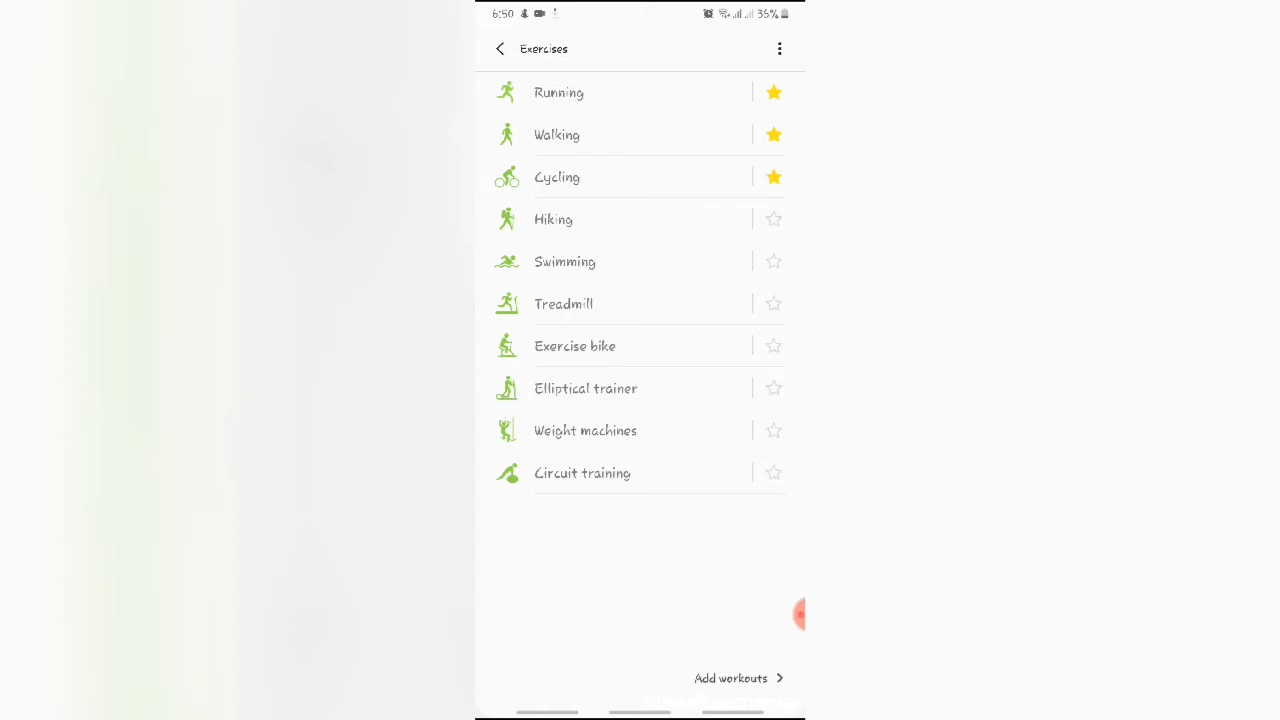 6:50 36%
Exercises
Running
Walking
Cycling
Hiking
Swimming
Treadmill
Exercise bike
Elliptical trainer
Weight machines
Circuit training
Add workouts